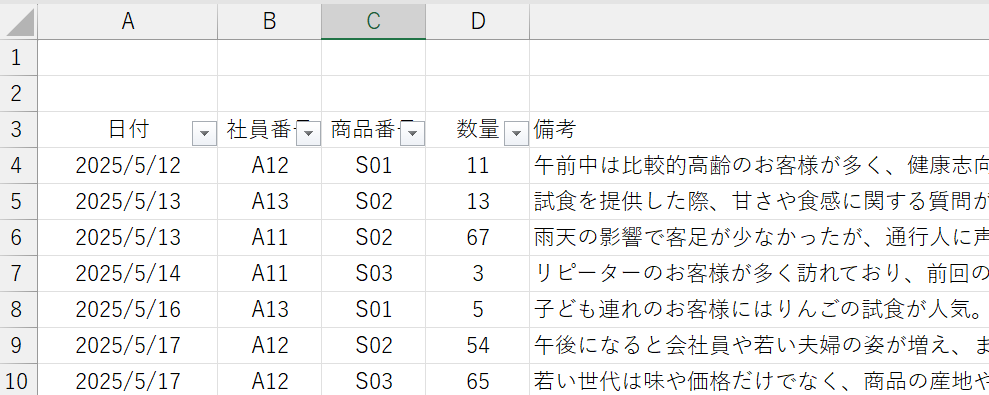 A B C D
1
2
3 日付 社員番 商品番 数量 備考
4 2025/5/12 A12 S01 11 午前中は比較的高齢のお客様が多く、健康志向
5 2025/5/13 A13 S02 13 試食を提供した際、甘さや食感に関する質問が
6 2025/5/13 A11 S02 67 雨天の影響で客足が少なかったが、通行人に声
7 2025/5/14 A11 S03 3 リピーターのお客様が多く訪れており、前回の
8 2025/5/16 A13 S01 5 子ども連れのお客様にはりんごの試食が人気。
9 2025/5/17 A12 S02 54 午後になると会社員や若い夫婦の姿が増え、ま
10 2025/5/17 A12 S03 65 若い世代は味や価格だけでなく、商品の産地や